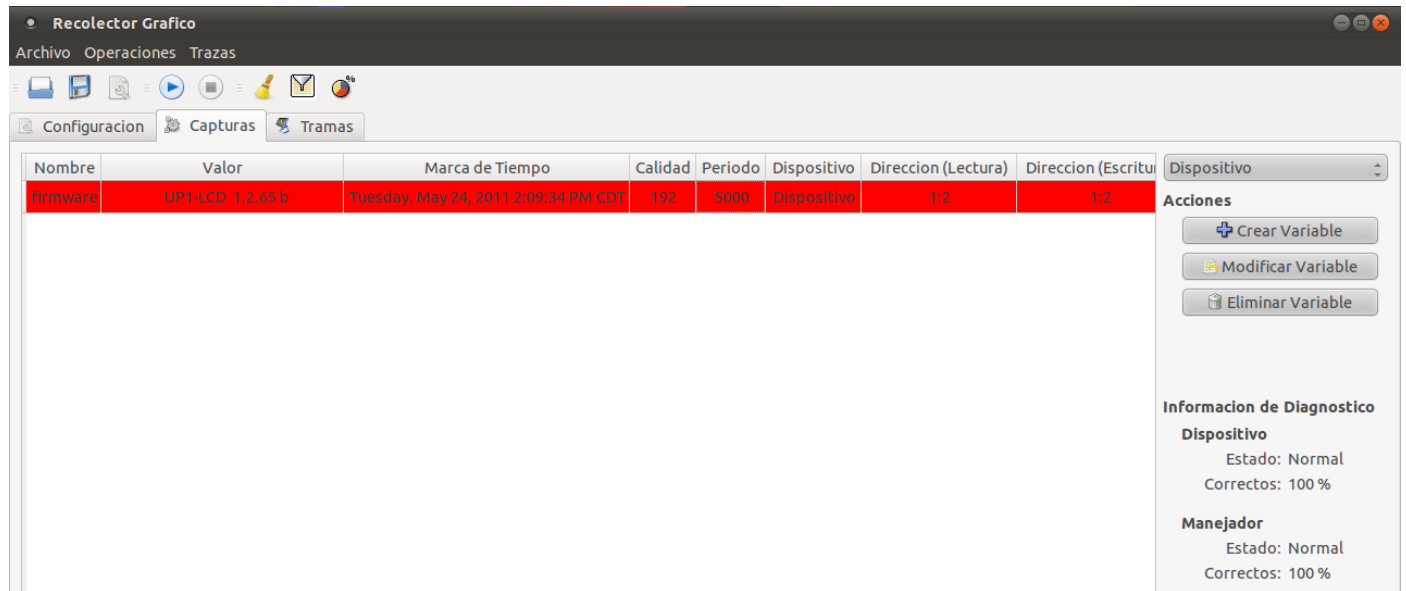 Recolector Grafico
Archivo Operaciones Trazas
%
Configuracion Capturas Tramas
Nombre Valor Marca de Tiempo Calidad Periodo Dispositivo Direccion (Lectura) Direccion (Escritu
firmware UP1-LCD 1.2.65 b Tuesday, May 24, 2011 2:09:34 PM CDT 192 5000 Dispositivo 1:2 1:2
Dispositivo
Acciones
Crear Variable
Modificar Variable
Eliminar Variable
Informacion de Diagnostico
Dispositivo
Estado: Normal
Correctos: 100 %
Manejador
Estado: Normal
Correctos: 100 %